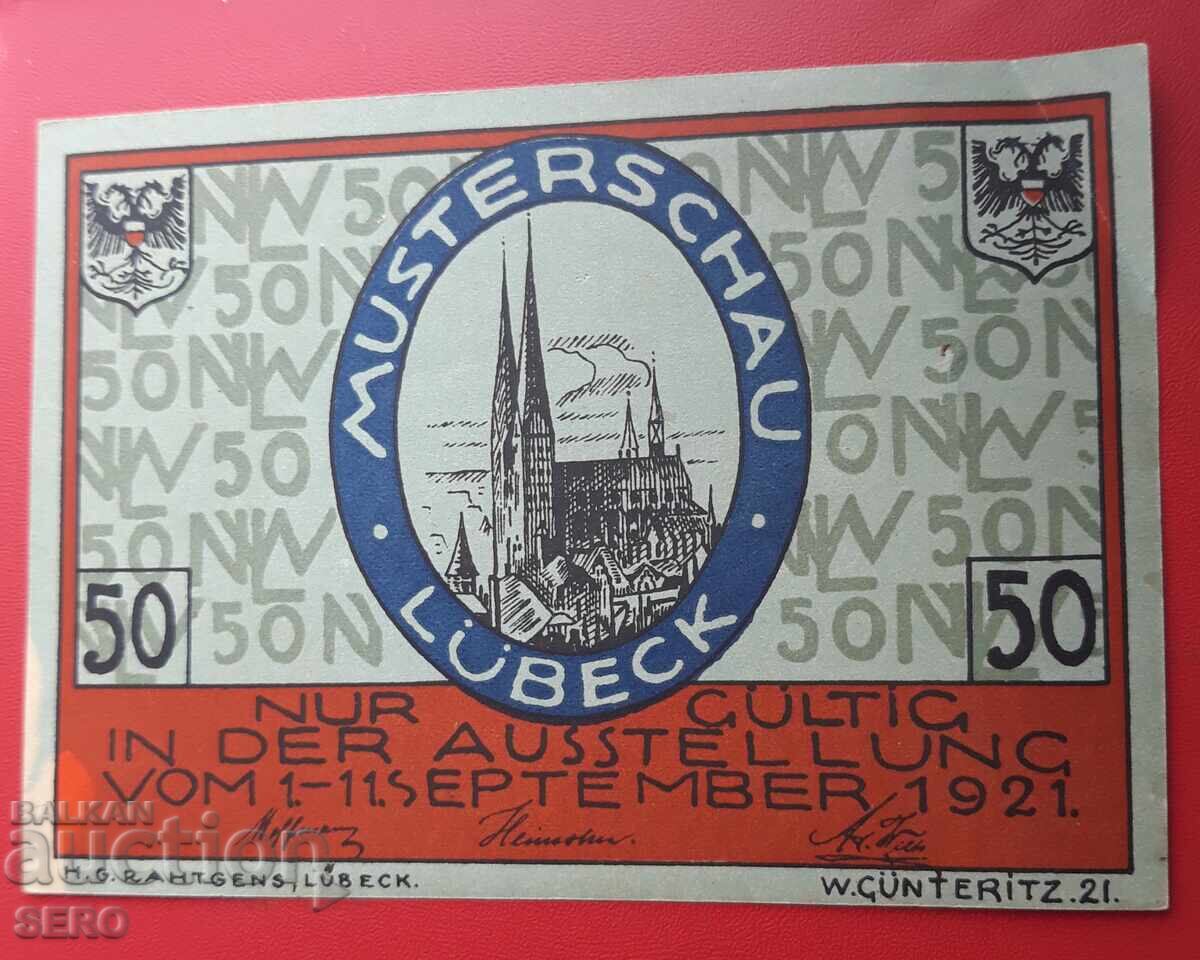 MUSTERSCHAU
· LÜBECK ·
50
50
NUR GÜLTIG
IN DER AUSSTELLUNG
VOM 1.-11. SEPTEMBER 1921.
Heinsohn.
H.G. RAHTGENS, LÜBECK.
W. GÜNTERITZ. 21.
BALKAN
auction
SERO